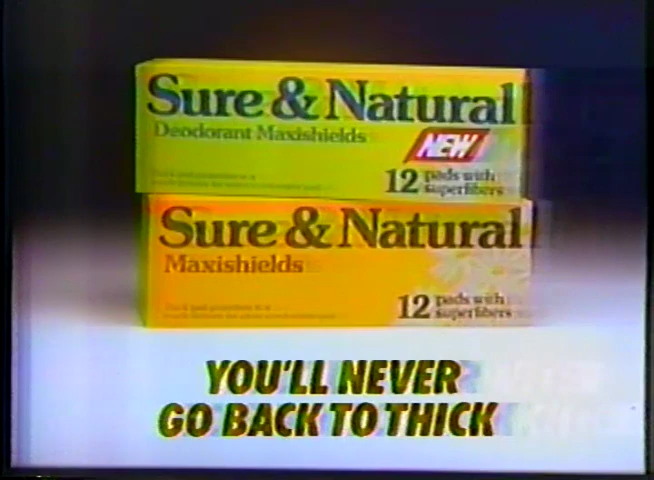 Sure & Natural
Deodorant Maxishields
NEW
12 pads with
superfibers
Sure & Natural
Maxishields
12 pads with
superfibers
YOU'LL NEVER
GO BACK TO THICK